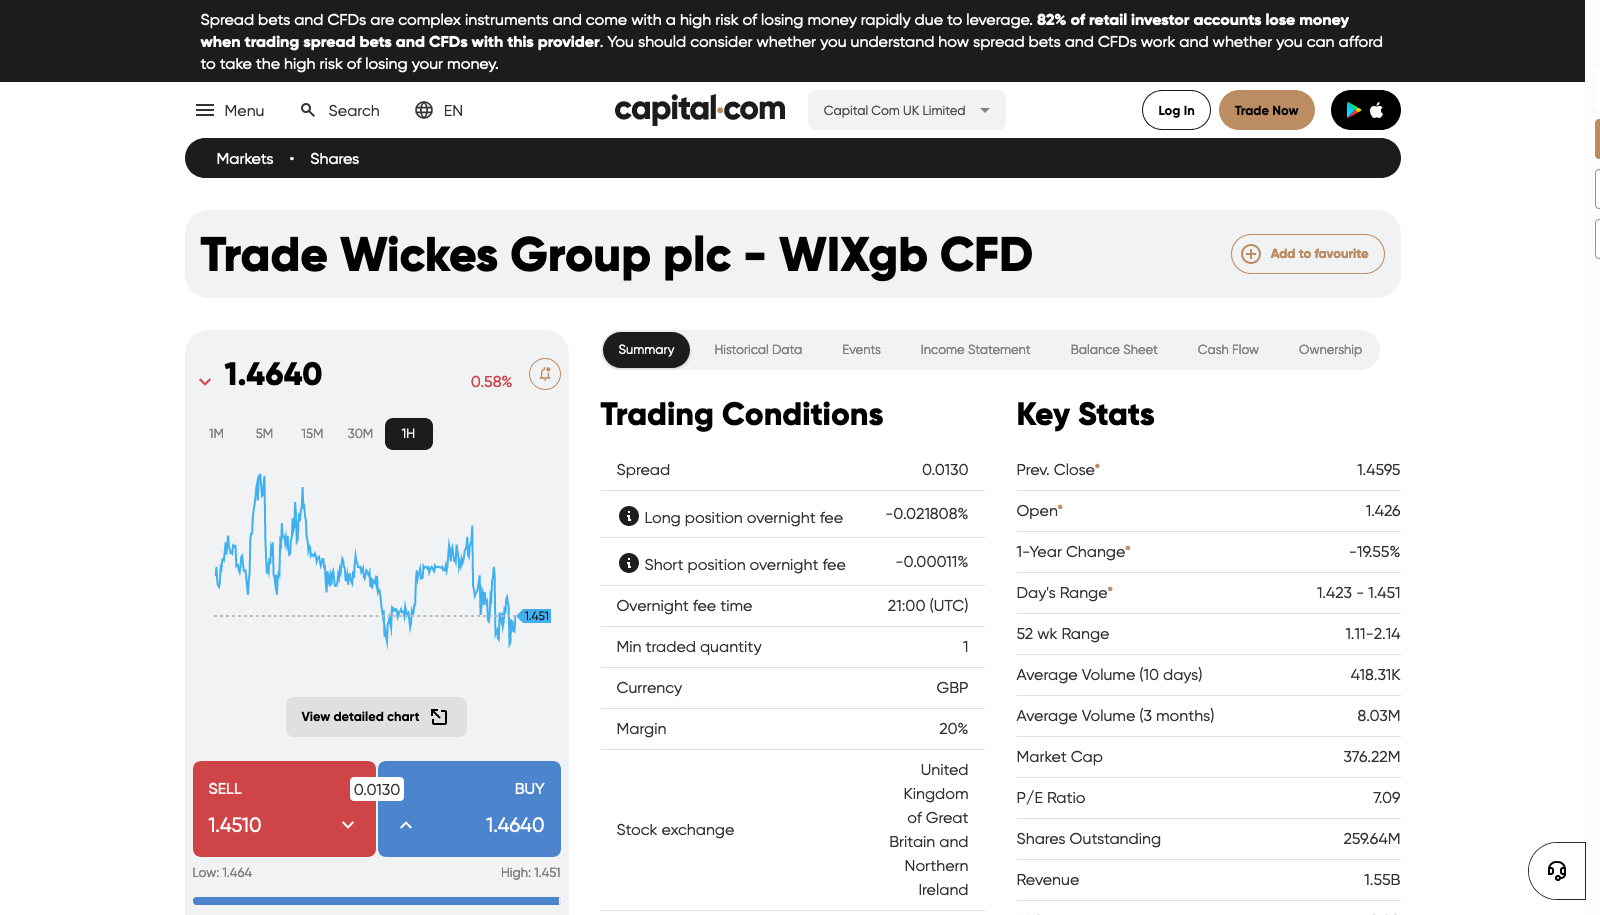 Spread bets and CFDs are complex instruments and come with a high risk of losing money rapidly due to leverage. 82% of retail investor accounts lose money
when trading spread bets and CFDs with this provider. You should consider whether you understand how spread bets and CFDs work and whether you can afford
to take the high risk of losing your money.
Menu Search EN capital.com Capital Com UK Limited Log In Trade Now
Markets • Shares
Trade Wickes Group plc - WIXgb CFD Add to favourite
1.4640 0.58%
1M 5M 15M 30M 1H
1.451
View detailed chart
SELL 0.0130 BUY
1.4510 1.4640
Low: 1.464 High: 1.451
Summary Historical Data Events Income Statement Balance Sheet Cash Flow Ownership
Trading Conditions
Spread 0.0130
Long position overnight fee -0.021808%
Short position overnight fee -0.00011%
Overnight fee time 21:00 (UTC)
Min traded quantity 1
Currency GBP
Margin 20%
Stock exchange
United
Kingdom
of Great
Britain and
Northern
Ireland
Key Stats
Prev. Close* 1.4595
Open* 1.426
1-Year Change* -19.55%
Day's Range* 1.423 - 1.451
52 wk Range 1.11-2.14
Average Volume (10 days) 418.31K
Average Volume (3 months) 8.03M
Market Cap 376.22M
P/E Ratio 7.09
Shares Outstanding 259.64M
Revenue 1.55B